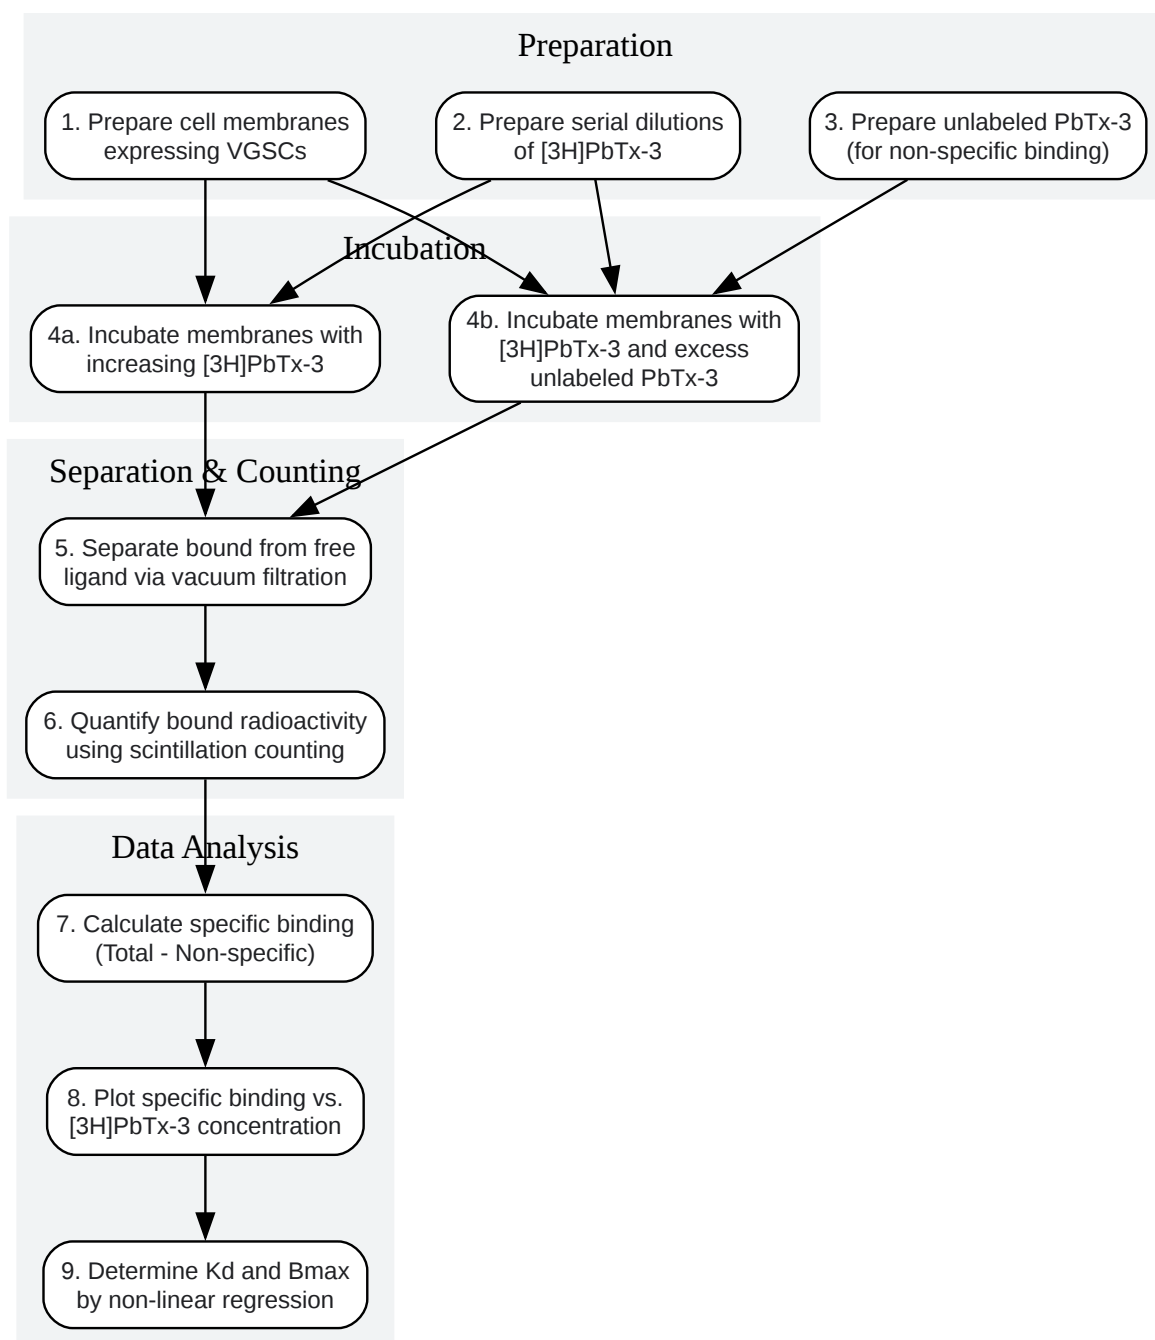 Preparation
1. Prepare cell membranes
expressing VGSCs
2. Prepare serial dilutions
of [3H]PbTx-3
3. Prepare unlabeled PbTx-3
(for non-specific binding)
Incubation
4a. Incubate membranes with
increasing [3H]PbTx-3
4b. Incubate membranes with
[3H]PbTx-3 and excess
unlabeled PbTx-3
Separation & Counting
5. Separate bound from free
ligand via vacuum filtration
6. Quantify bound radioactivity
using scintillation counting
Data Analysis
7. Calculate specific binding
(Total - Non-specific)
8. Plot specific binding vs.
[3H]PbTx-3 concentration
9. Determine Kd and Bmax
by non-linear regression